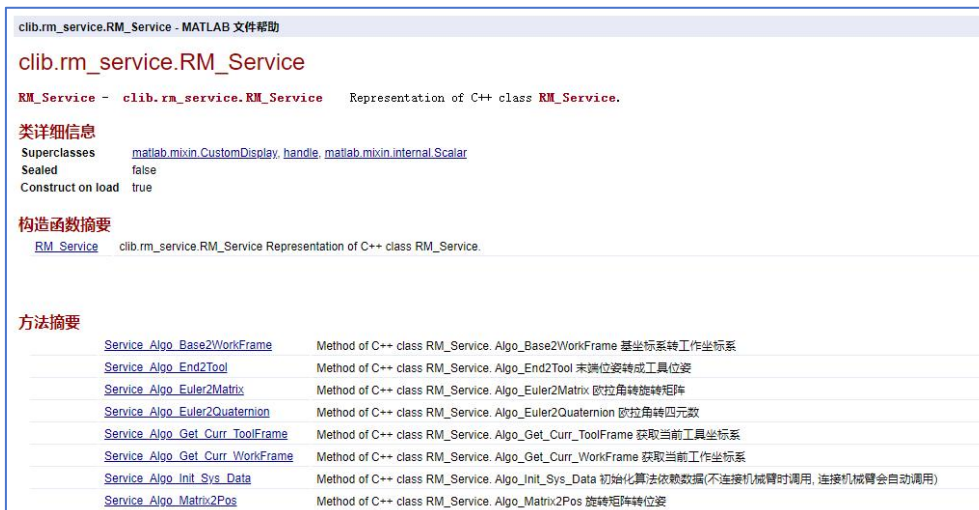 clib.rm_service.RM_Service - MATLAB 文件帮助
clib.rm_service.RM_Service
RM_Service - clib.rm_service.RM_Service Representation of C++ class RM_Service.
类详细信息
Superclasses matlab.mixin.CustomDisplay, handle, matlab.mixin.internal.Scalar
Sealed false
Construct on load true
构造函数摘要
RM_Service clib.rm_service.RM_Service Representation of C++ class RM_Service.
方法摘要
Service_Algo_Base2WorkFrame Method of C++ class RM_Service. Algo_Base2WorkFrame 基坐标系转工作坐标系
Service_Algo_End2Tool Method of C++ class RM_Service. Algo_End2Tool 末端位姿转成工具位姿
Service_Algo_Euler2Matrix Method of C++ class RM_Service. Algo_Euler2Matrix 欧拉角转旋转矩阵
Service_Algo_Euler2Quaternion Method of C++ class RM_Service. Algo_Euler2Quaternion 欧拉角转四元数
Service_Algo_Get_Curr_ToolFrame Method of C++ class RM_Service. Algo_Get_Curr_ToolFrame 获取当前工具坐标系
Service_Algo_Get_Curr_WorkFrame Method of C++ class RM_Service. Algo_Get_Curr_WorkFrame 获取当前工作坐标系
Service_Algo_Init_Sys_Data Method of C++ class RM_Service. Algo_Init_Sys_Data 初始化算法依赖数据(不连接机械臂时调用, 连接机械臂会自动调用)
Service_Algo_Matrix2Pos Method of C++ class RM_Service. Algo_Matrix2Pos 旋转矩阵转位姿